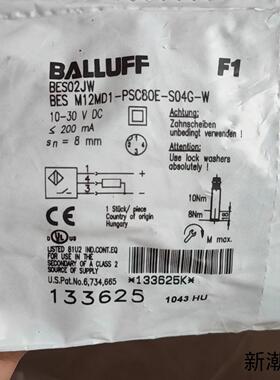 BALLUFF
F1
BES02JW
BES M12MD1-PSC80E-S04G-W
10-30 V DC
≤ 200 mA
sn = 8 mm
Achtung:
Zahnscheiben
unbedingt verwenden!
Attention:
Use lock washers
1 Stück/ piece
Country of origin
Hungary
10Nm
8Nm
M max.
LISTED 81U2 IND.CONT.EQ
FOR USE IN THE
SECONDARY OF A CLASS 2
SOURCE OF SUPPLY
U.S.Pat.No.6,734,665
*133625K*
133625
1043 HU
新潮